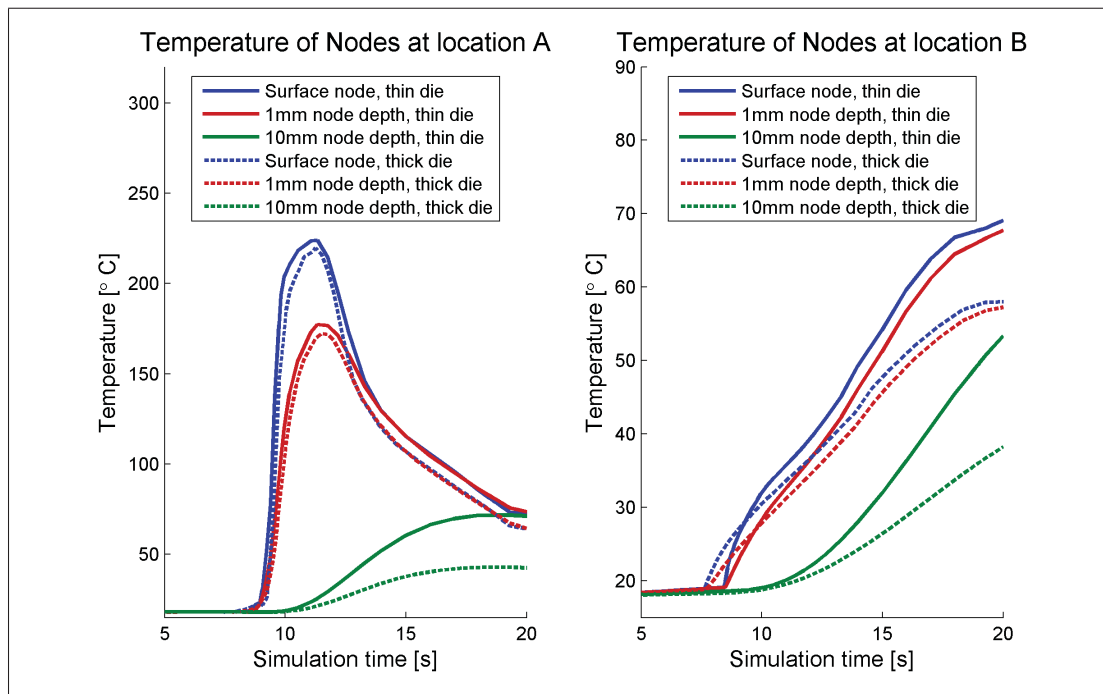 Temperature of Nodes at location A
300
250
200
150
100
50
5
10
15
20
Temperature [° C]
Simulation time [s]
Surface node, thin die
1mm node depth, thin die
10mm node depth, thin die
Surface node, thick die
1mm node depth, thick die
10mm node depth, thick die
Temperature of Nodes at location B
90
80
70
60
50
40
30
20
5
10
15
20
Temperature [° C]
Simulation time [s]
Surface node, thin die
1mm node depth, thin die
10mm node depth, thin die
Surface node, thick die
1mm node depth, thick die
10mm node depth, thick die